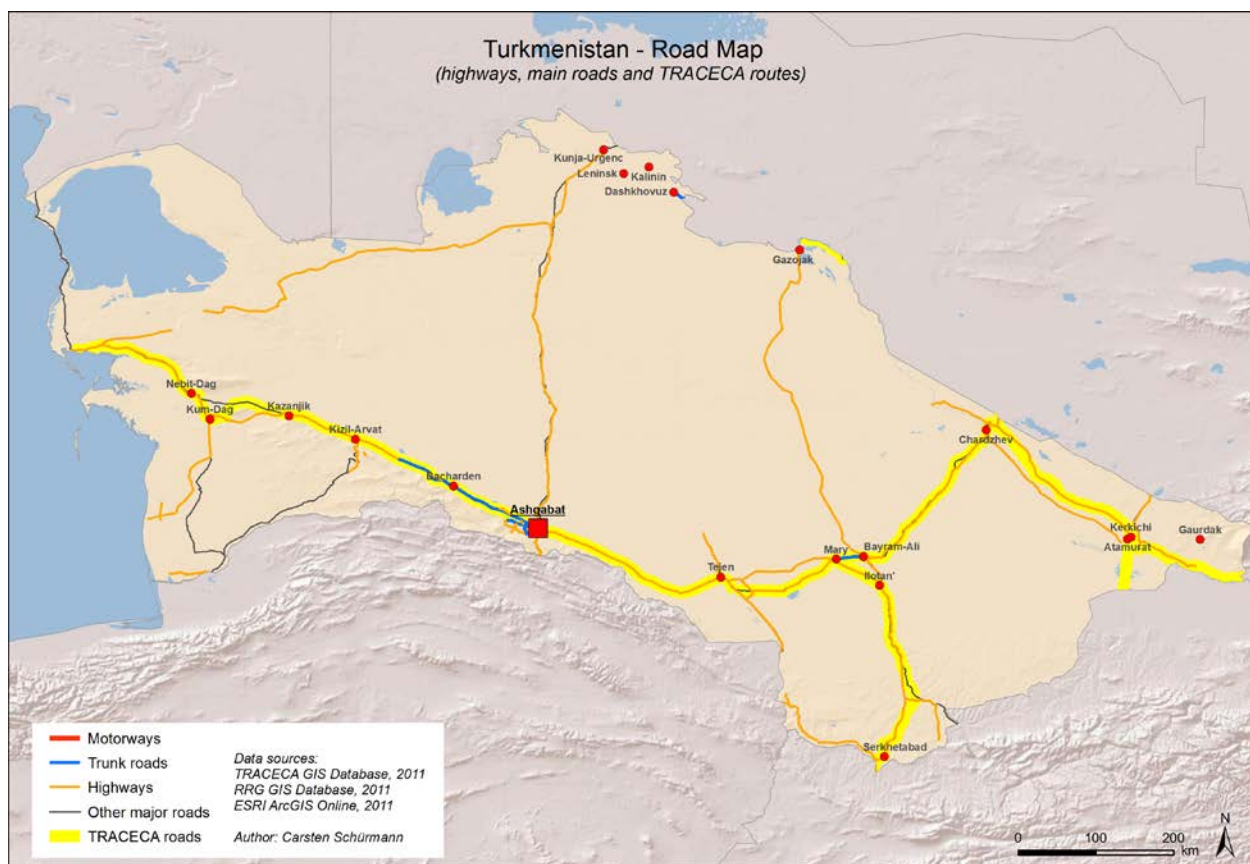 Turkmenistan - Road Map
(highways, main roads and TRACECA routes)
Kunja-Urgenc
Leninsk
Kalinin
Dashkhovuz
Gazojak
Nebit-Dag
Kum-Dag
Kazanjik
Kizil-Arvat
Bacharden
Ashgabat
Chardzhev
Kerkichi
Atamurat
Gaurdak
Tejen
Mary
Bayram-Ali
Ilotan'
Serkhetabad
Motorways
Trunk roads
Highways
Other major roads
TRACECA roads
Data sources:
TRACECA GIS Database, 2011
RRG GIS Database, 2011
ESRI ArcGIS Online, 2011
Author: Carsten Schürmann
0 100 200
km
N